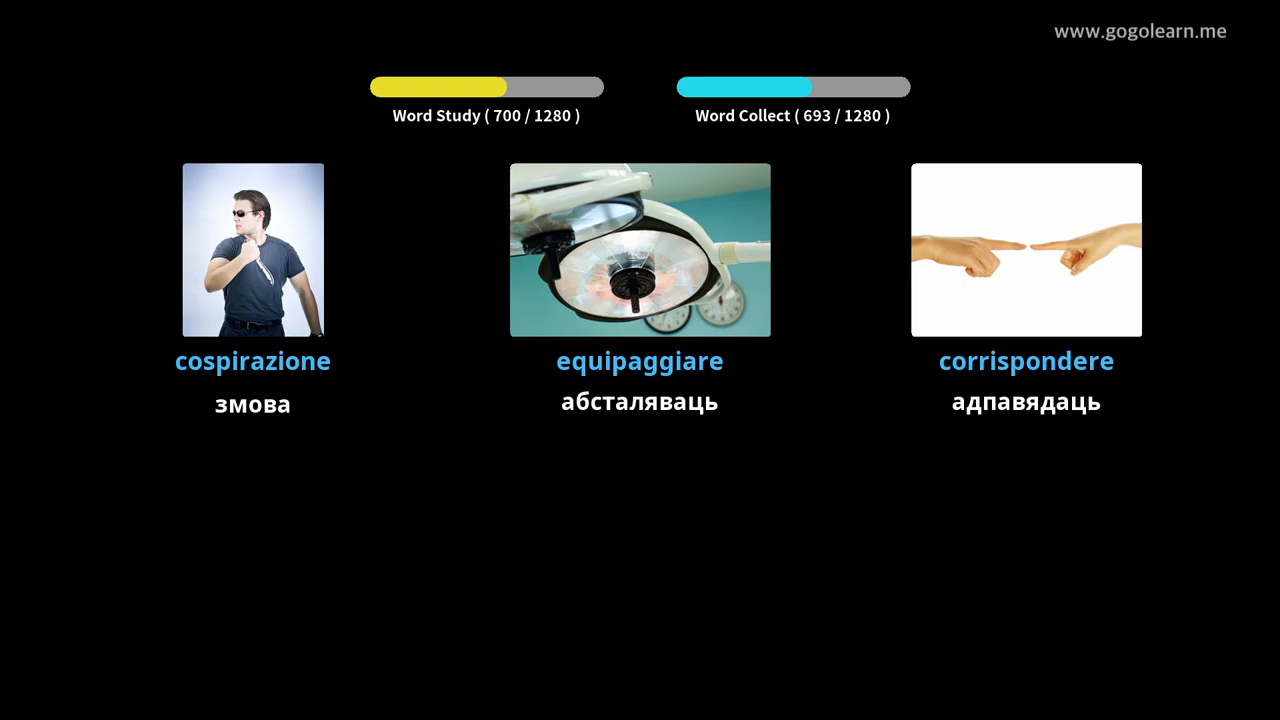 www.gogolearn.me
Word Study ( 700 / 1280 )
Word Collect ( 693 / 1280 )
cospirazione
equipaggiare
corrispondere
змова
абсталяваць
адпавядаць